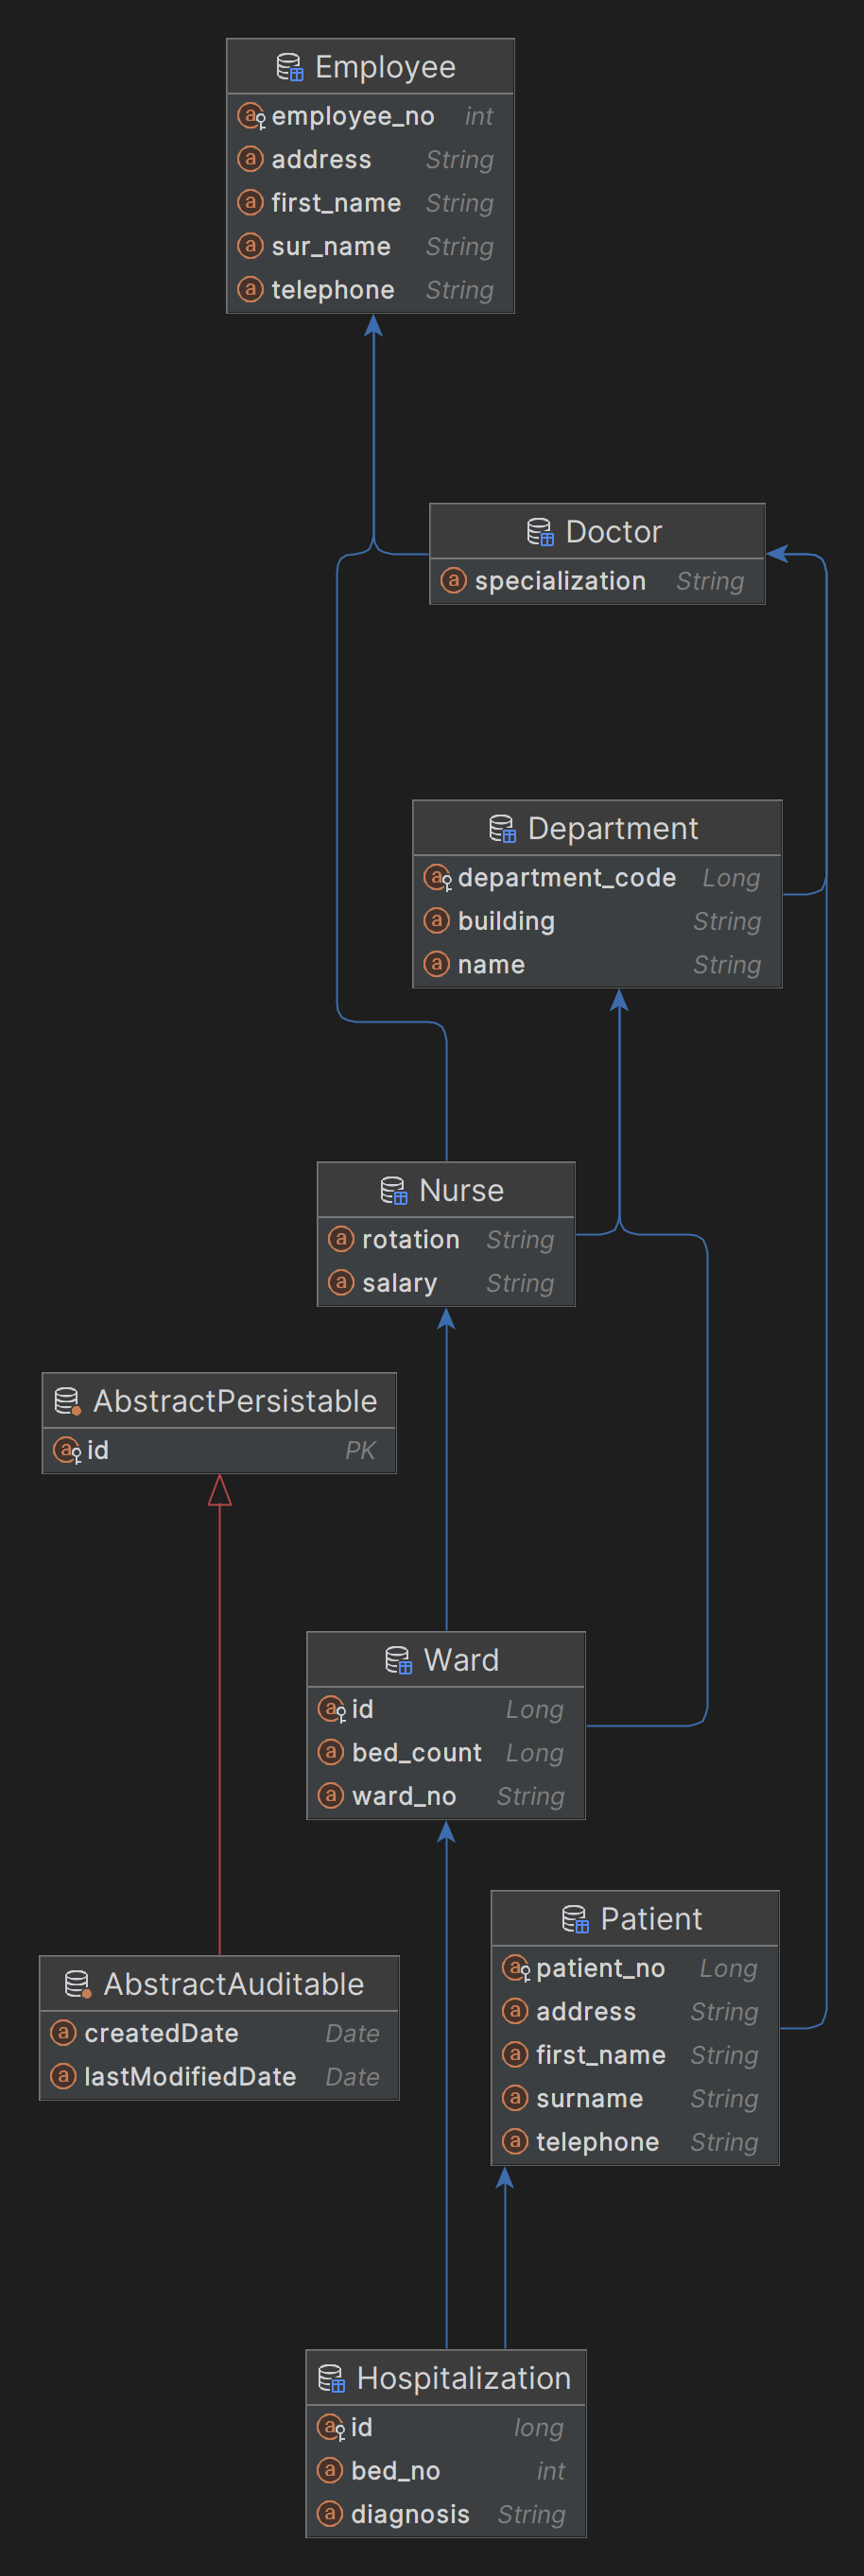 Employee
employee_no int
address String
first_name String
sur_name String
telephone String
Doctor
specialization String
Department
department_code Long
building String
name String
Nurse
rotation String
salary String
AbstractPersistable
id PK
Ward
id Long
bed_count Long
ward_no String
Patient
patient_no Long
address String
first_name String
surname String
telephone String
AbstractAuditable
createdDate Date
lastModifiedDate Date
Hospitalization
id long
bed_no int
diagnosis String